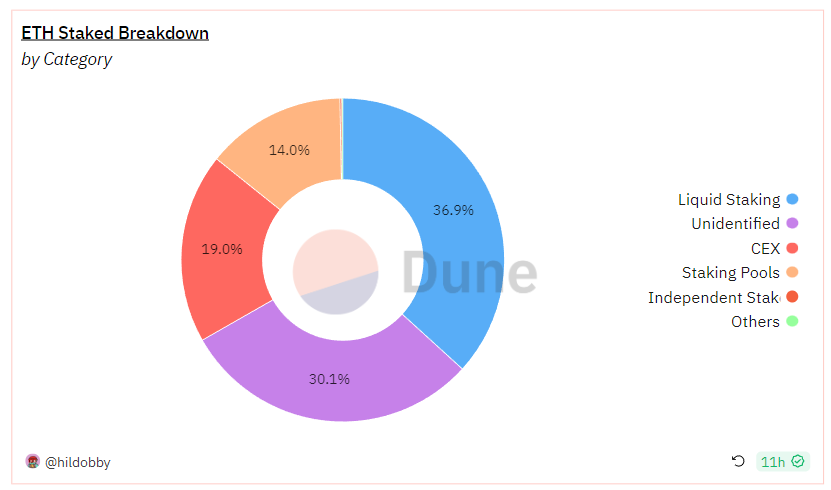 ETH Staked Breakdown
by Category
14.0%
36.9%
19.0%
30.1%
Dune
Liquid Staking
Unidentified
CEX
Staking Pools
Independent Stak
Others
@hildobby
11h